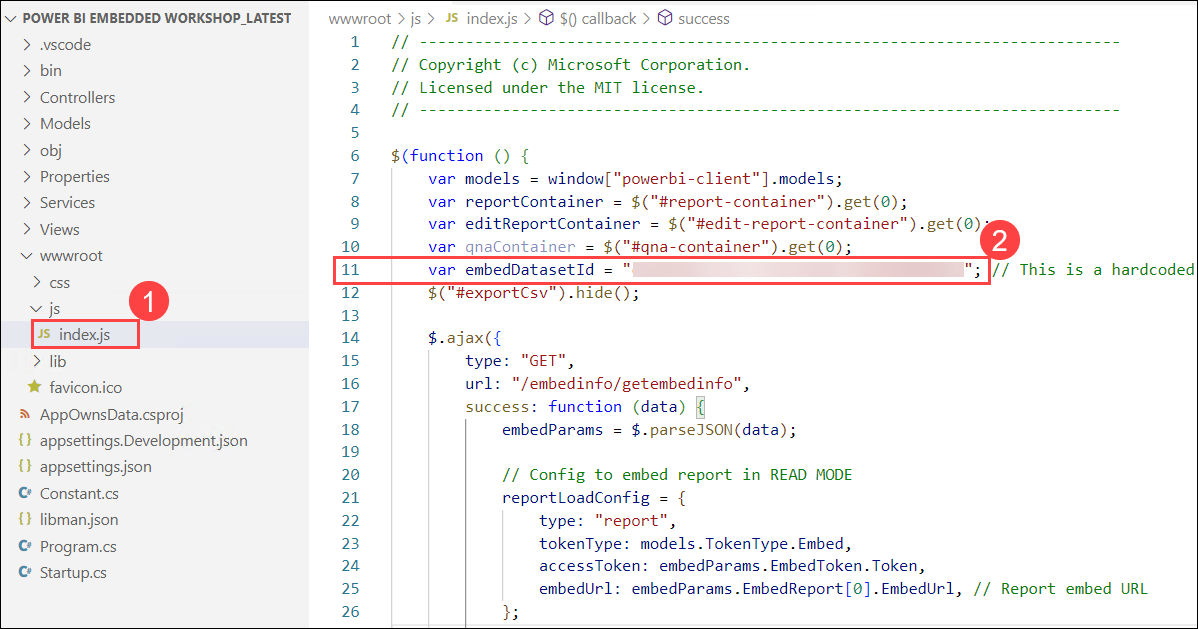 POWER BI EMBEDDED WORKSHOP_LATEST
.vscode
bin
Controllers
Models
obj
Properties
Services
Views
wwwroot
css
js
1
JS index.js
lib
favicon.ico
AppOwnsData.csproj
{} appsettings.Development.json
{} appsettings.json
C# Constant.cs
{} libman.json
C# Program.cs
C# Startup.cs
wwwroot > js > JS index.js > $() callback > success
1 // ----------------------------------------------------------------------------
2 // Copyright (c) Microsoft Corporation.
3 // Licensed under the MIT license.
4 // ----------------------------------------------------------------------------
5
6 $(function () {
7 var models = window["powerbi-client"].models;
8 var reportContainer = $("#report-container").get(0);
9 var editReportContainer = $("#edit-report-container").get(0);
10 var qnaContainer = $("#qna-container").get(0);
2
11 var embedDatasetId = " "; // This is a hardcoded
12 $("#exportCsv").hide();
13
14 $.ajax({
15 type: "GET",
16 url: "/embedinfo/getembedinfo",
17 success: function (data) {
18 embedParams = $.parseJSON(data);
19
20 // Config to embed report in READ MODE
21 reportLoadConfig = {
22 type: "report",
23 tokenType: models.TokenType.Embed,
24 accessToken: embedParams.EmbedToken.Token,
25 embedUrl: embedParams.EmbedReport[0].EmbedUrl, // Report embed URL
26 };